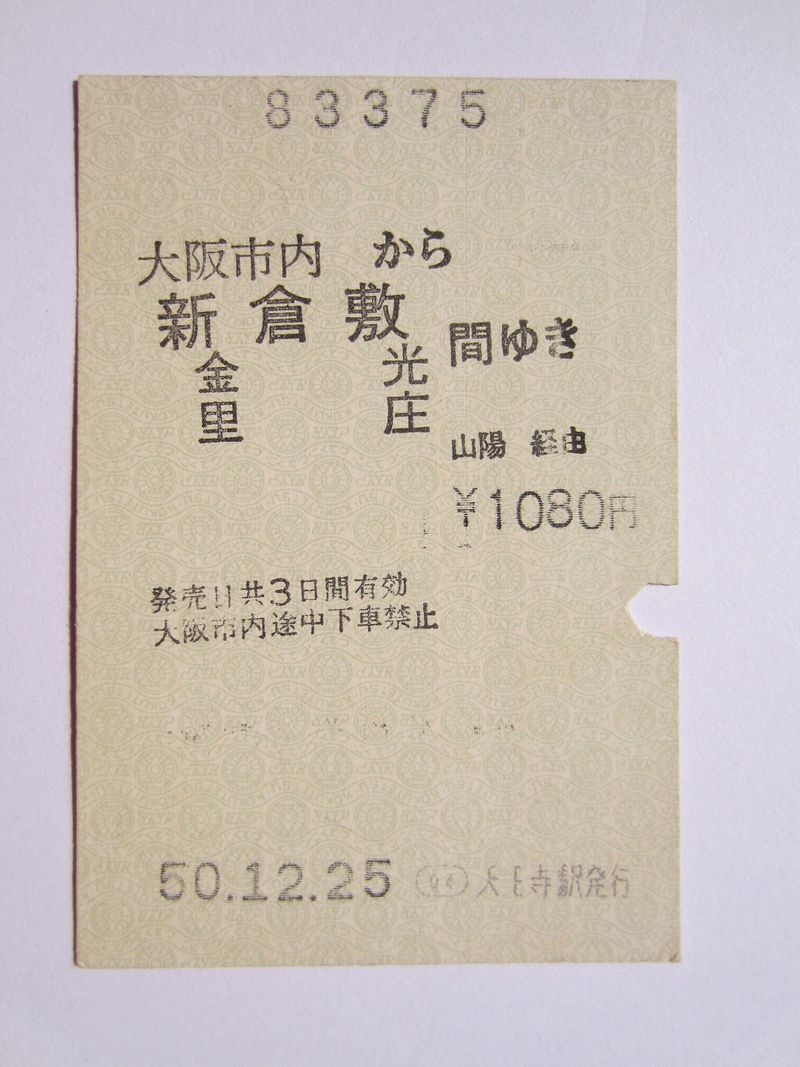 83375
大阪市内 から
新倉敷
金光
里庄
間ゆき
山陽 経由
¥1080円
発売日共3日間有効
大阪市内途中下車禁止
50.12.25
天王寺駅発行